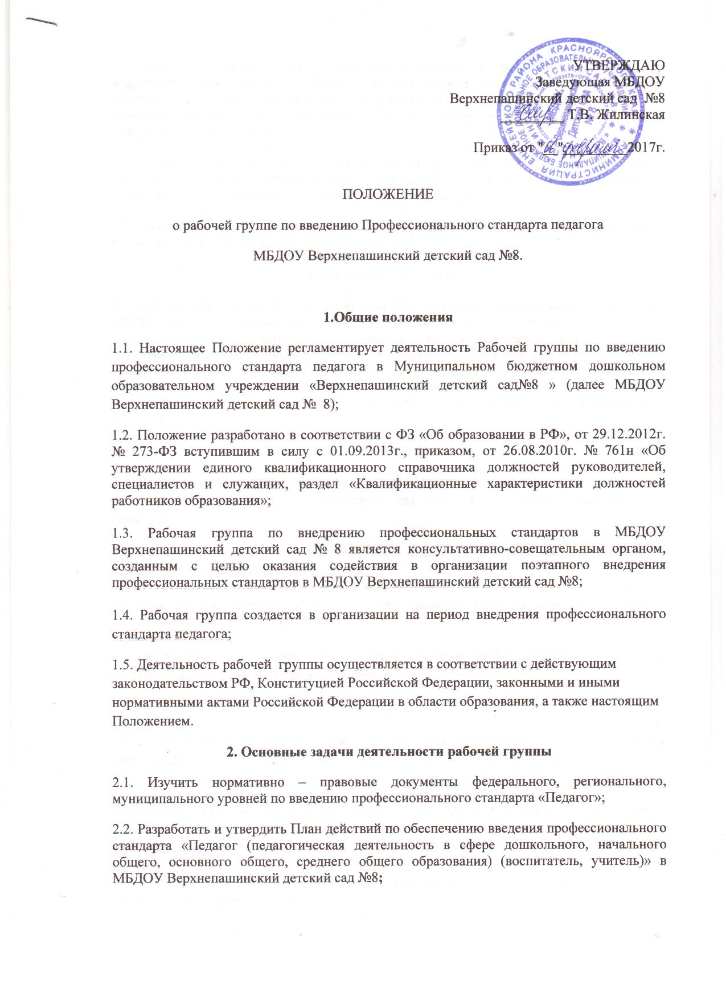 УТВЕРЖДАЮ
Заведующая МБДОУ
Верхнепашинский детский сад №8
_________ Т.В. Жилинская
Приказ от "06" февраля 2017г.
ПОЛОЖЕНИЕ
о рабочей группе по введению Профессионального стандарта педагога
МБДОУ Верхнепашинский детский сад №8.
1.Общие положения
1.1. Настоящее Положение регламентирует деятельность Рабочей группы по введению
профессионального стандарта педагога в Муниципальном бюджетном дошкольном
образовательном учреждении «Верхнепашинский детский сад№8 » (далее МБДОУ
Верхнепашинский детский сад № 8);
1.2. Положение разработано в соответствии с ФЗ «Об образовании в РФ», от 29.12.2012г.
№ 273-ФЗ вступившим в силу с 01.09.2013г., приказом, от 26.08.2010г. № 761н «Об
утверждении единого квалификационного справочника должностей руководителей,
специалистов и служащих, раздел «Квалификационные характеристики должностей
работников образования»;
1.3. Рабочая группа по внедрению профессиональных стандартов в МБДОУ
Верхнепашинский детский сад № 8 является консультативно-совещательным органом,
созданным с целью оказания содействия в организации поэтапного внедрения
профессиональных стандартов в МБДОУ Верхнепашинский детский сад №8;
1.4. Рабочая группа создается в организации на период внедрения профессионального
стандарта педагога;
1.5. Деятельность рабочей группы осуществляется в соответствии с действующим
законодательством РФ, Конституцией Российской Федерации, законными и иными
нормативными актами Российской Федерации в области образования, а также настоящим
Положением.
2. Основные задачи деятельности рабочей группы
2.1. Изучить нормативно – правовые документы федерального, регионального,
муниципального уровней по введению профессионального стандарта «Педагог»;
2.2. Разработать и утвердить План действий по обеспечению введения профессионального
стандарта «Педагог (педагогическая деятельность в сфере дошкольного, начального
общего, основного общего, среднего общего образования) (воспитатель, учитель)» в
МБДОУ Верхнепашинский детский сад №8;
АДМИНИСТРАЦИЯ ЕНИСЕЙСКОГО РАЙОНА КРАСНОЯРСКОГО КРАЯ
МБДОУ
Верхнепашинский
Детский сад
№8